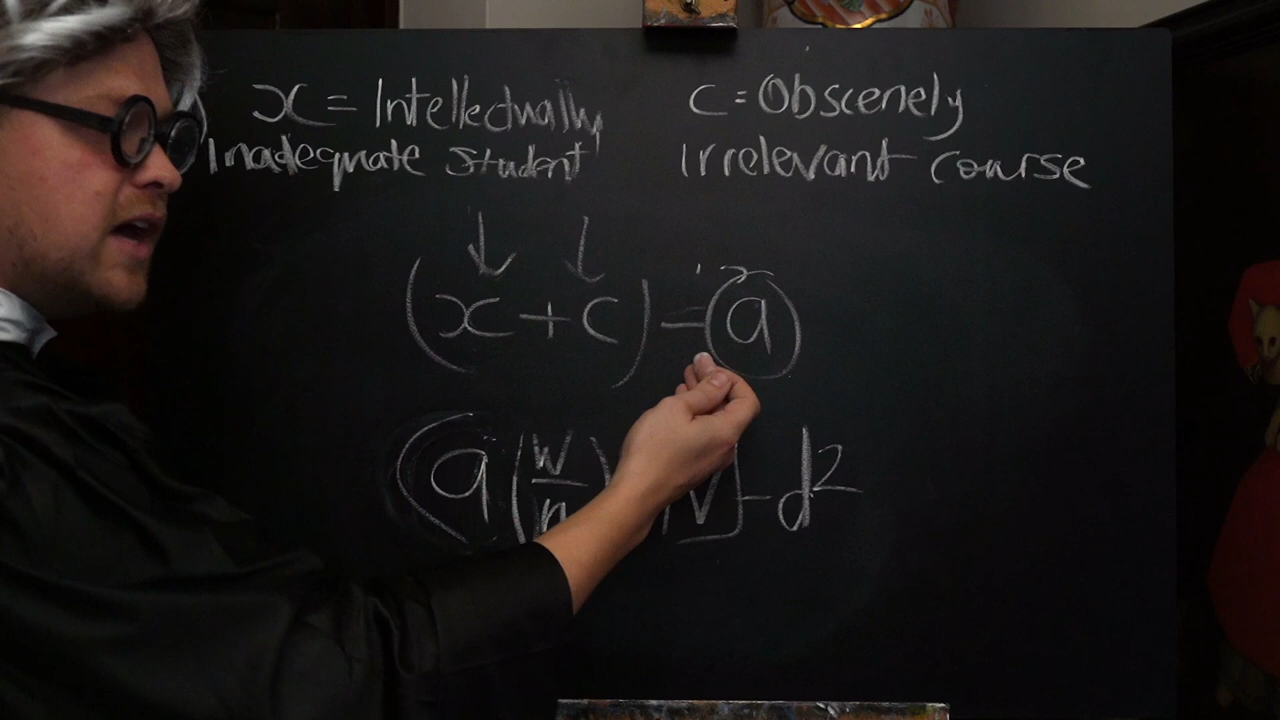 x = Intellectually
Inadequate student
c = Obscenely
irrelevant course
(x + c) = a
(a (w/n) V] - d²